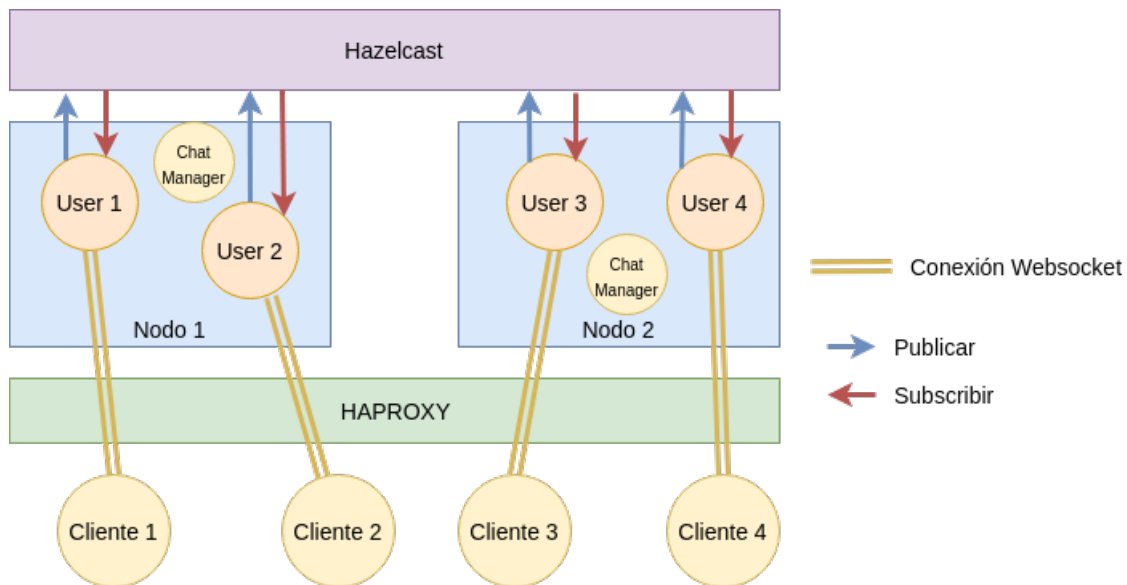 Hazelcast
Chat
Manager
User 1
User 2
User 3
User 4
Chat
Manager
Nodo 1
Nodo 2
Conexión Websocket
Publicar
Subscribir
HAPROXY
Cliente 1
Cliente 2
Cliente 3
Cliente 4